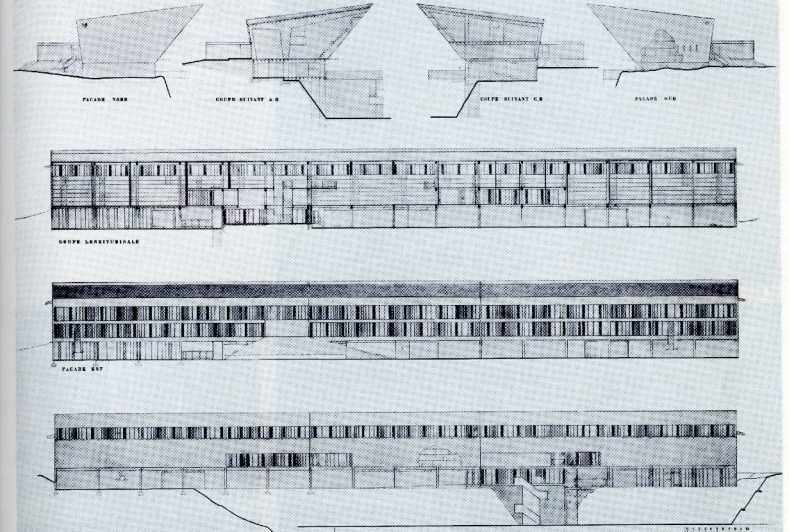 FACADE NORD
COUPE SUIVANT A.B
COUPE SUIVANT C.D
FACADE SUD
COUPE LONGITUDINALE
FACADE EST